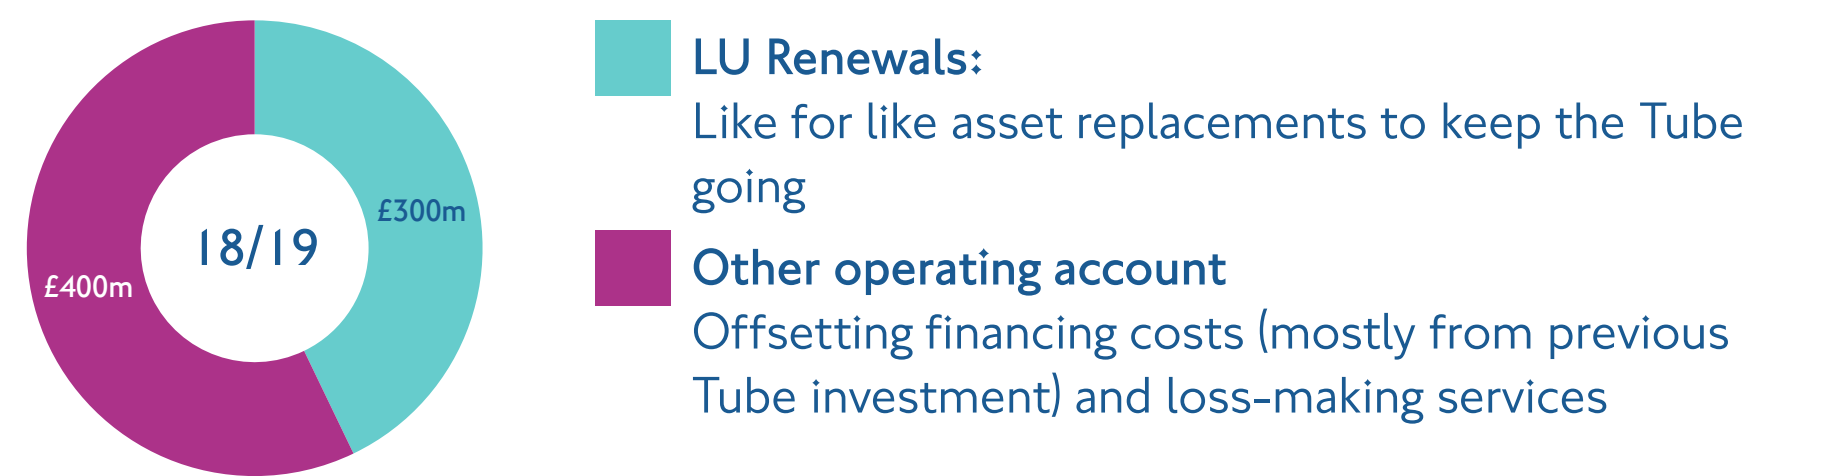 £300m
18/19
£400m
LU Renewals:
Like for like asset replacements to keep the Tube
going
Other operating account
Offsetting financing costs (mostly from previous
Tube investment) and loss-making services